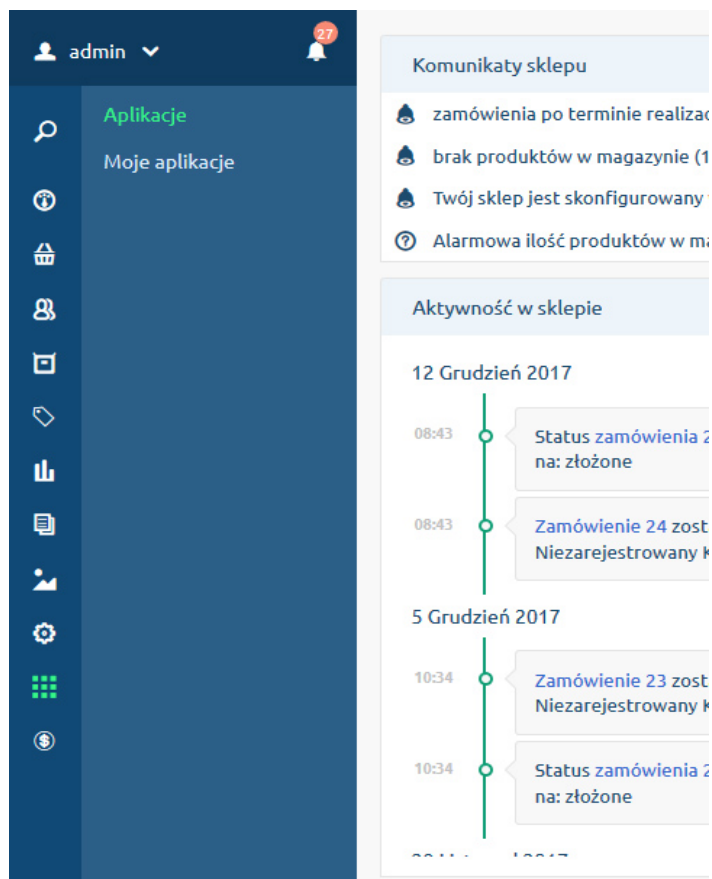 admin
27
Aplikacje
Moje aplikacje
Komunikaty sklepu
zamówienia po terminie
brak produktów w magazynie (1
Twój sklep jest skonfigurowany
Alarmowa ilość produktów w
Aktywność w sklepie
12 Grudzień 2017
08:43
Status zamówienia 2
na: złożone
08:43
Zamówienie 24 zost
Niezarejestrowany K
5 Grudzień 2017
10:34
Zamówienie 23 zost
Niezarejestrowany K
10:34
Status zamówienia 2
na: złożone